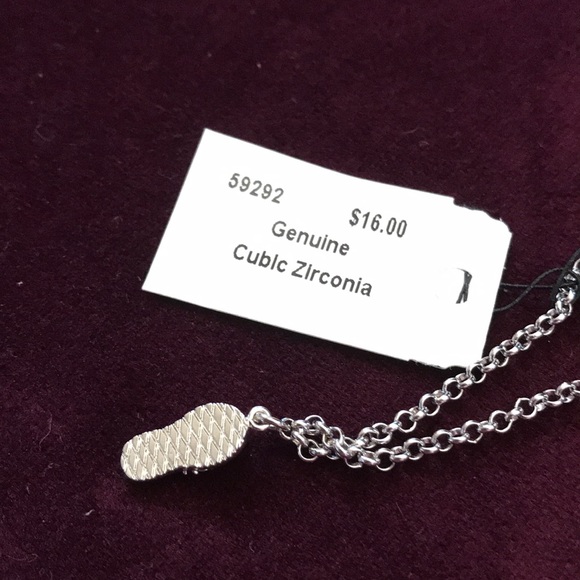 59292
$16.00
Genuine
Cubic Zirconia